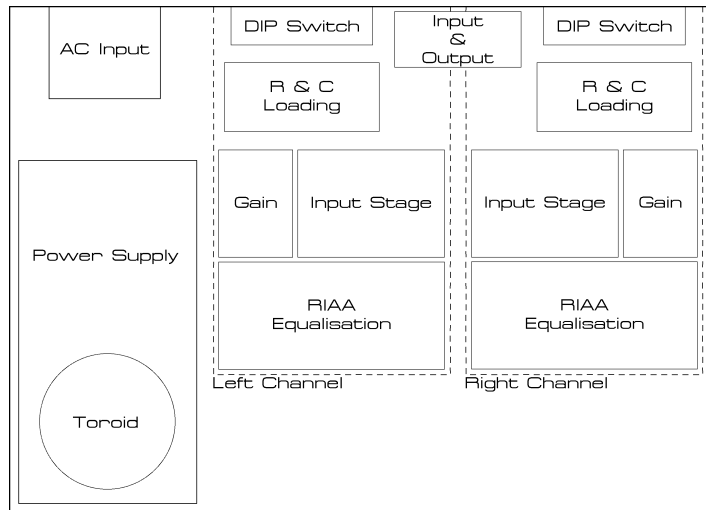 AC Input
DIP Switch
Input
&
Output
DIP Switch
R & C
Loading
R & C
Loading
Gain
Input Stage
Input Stage
Gain
Power Supply
RIAA
Equalisation
RIAA
Equalisation
Left Channel
Right Channel
Toroid